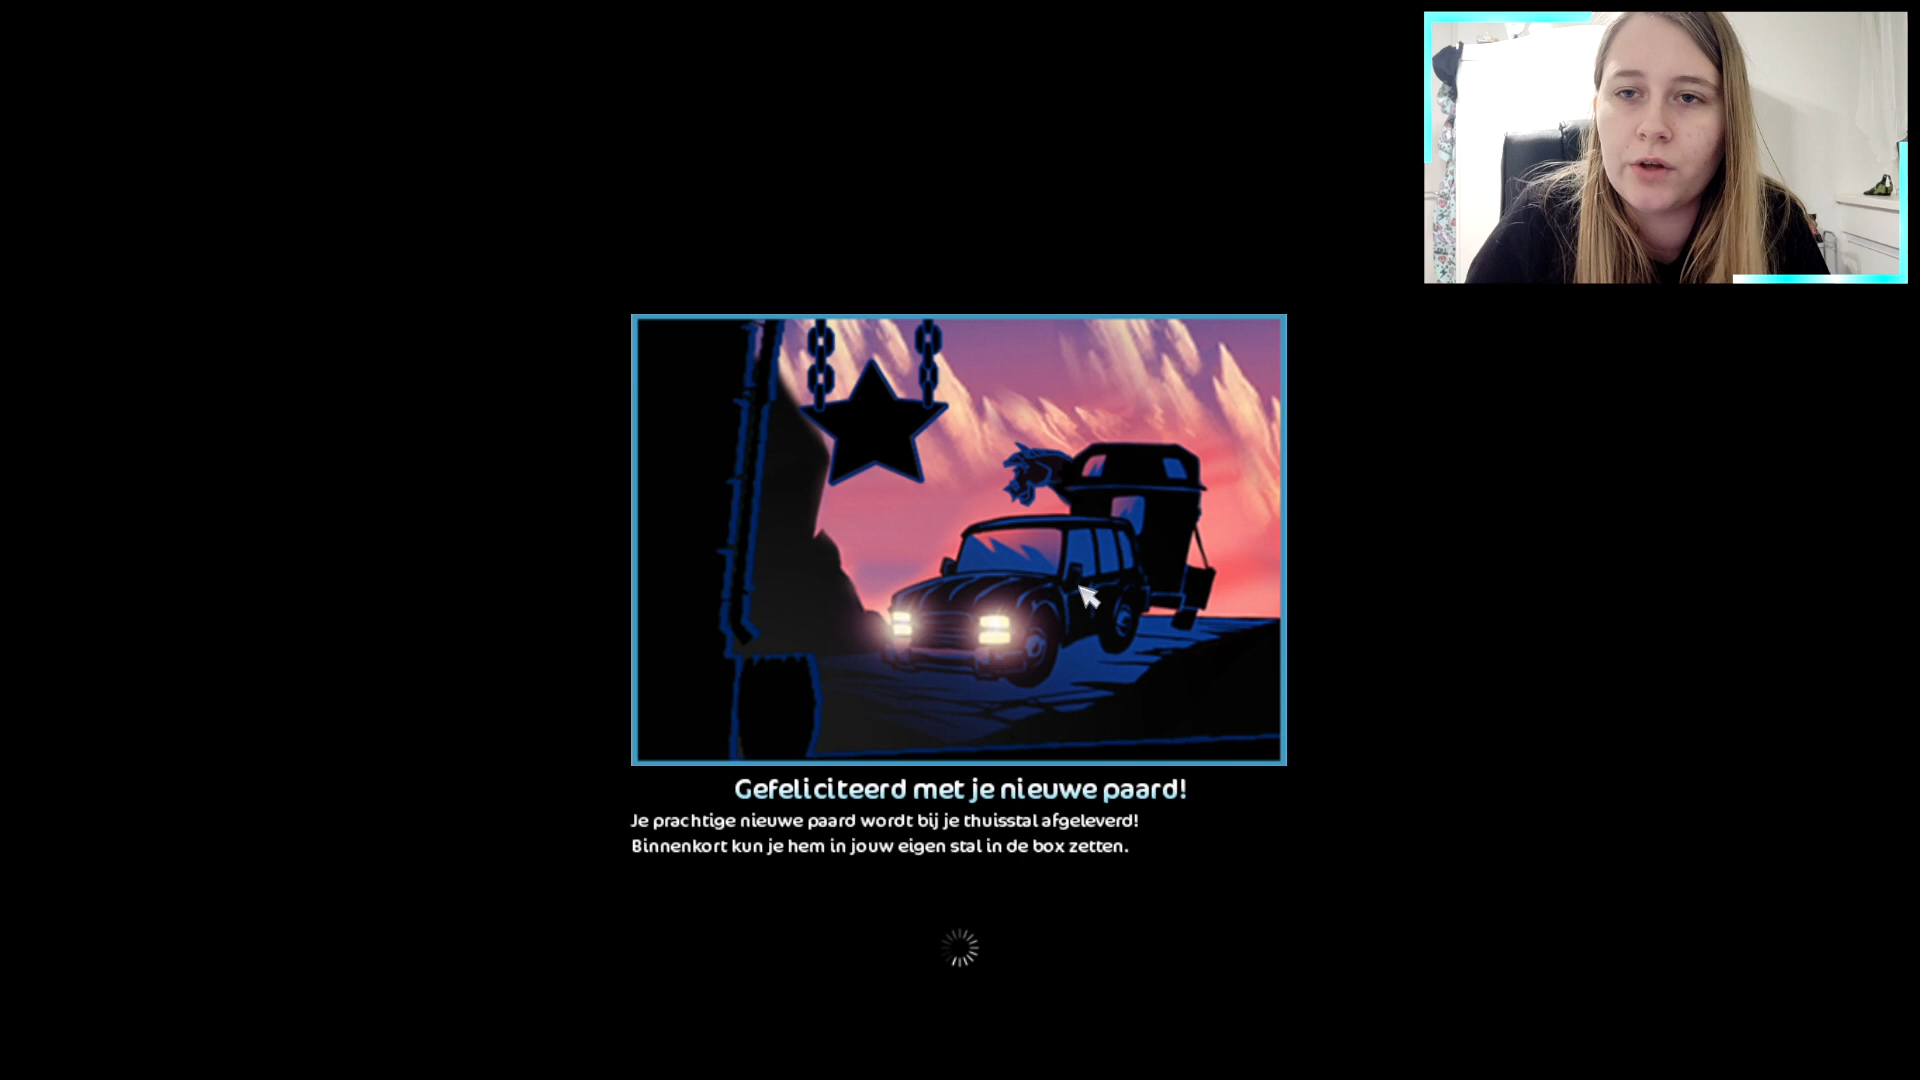 Gefeliciteerd met je nieuwe paard!
Je prachtige nieuwe paard wordt bij je thuisstal afgeleverd!
Binnenkort kun je hem in jouw eigen stal in de box zetten.